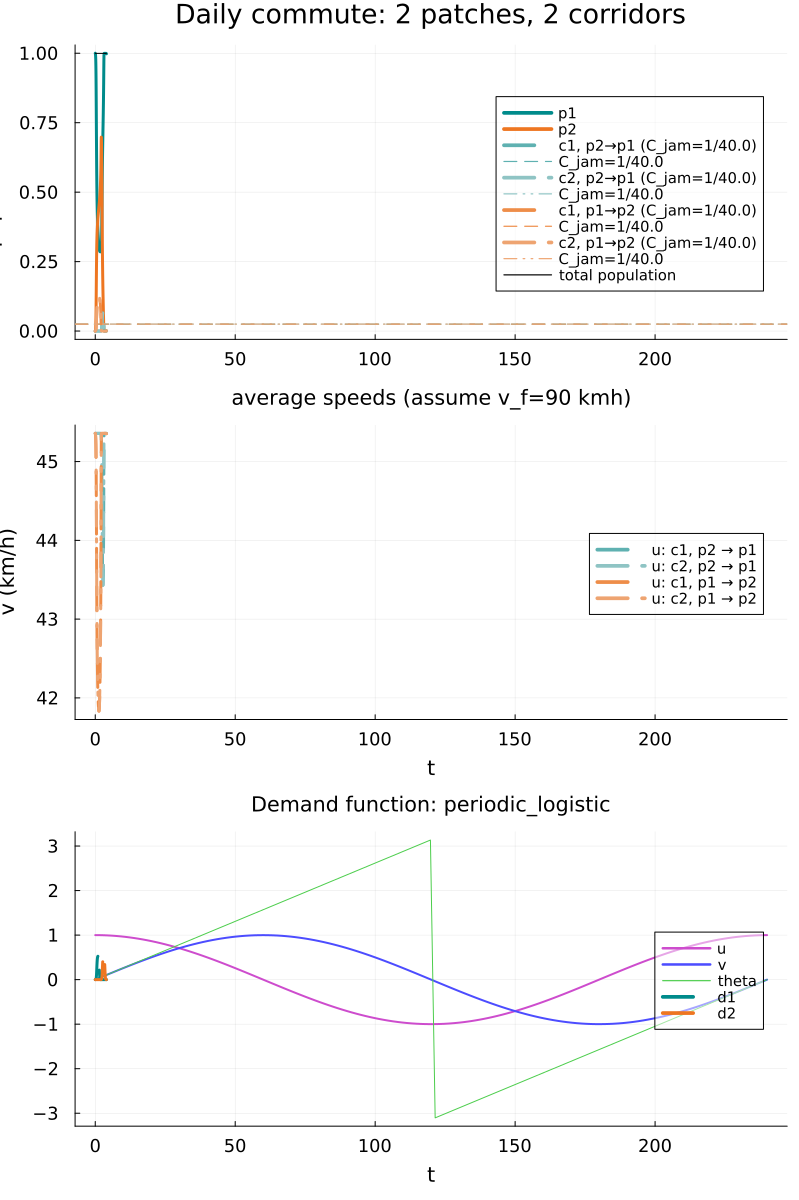 Daily commute: 2 patches, 2 corridors
1.00
0.75
0.50
0.25
0.00
p1
p2
c1, p2→p1 (C_jam=1/40.0)
C_jam=1/40.0
c2, p2→p1 (C_jam=1/40.0)
C_jam=1/40.0
c1, p1→p2 (C_jam=1/40.0)
C_jam=1/40.0
c2, p1→p2 (C_jam=1/40.0)
C_jam=1/40.0
total population
0 50 100 150 200
average speeds (assume v_f=90 kmh)
v (km/h)
45
44
43
42
u: c1, p2 → p1
u: c2, p2 → p1
u: c1, p1 → p2
u: c2, p1 → p2
0 50 100 150 200
t
Demand function: periodic_logistic
3
2
1
0
−1
−2
−3
u
v
theta
d1
d2
0 50 100 150 200
t